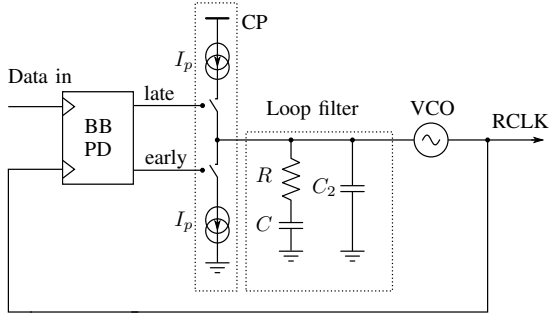 CP
I_p
Data in
late
Loop filter
VCO
RCLK
BB
PD
early
R
C_2
I_p
C